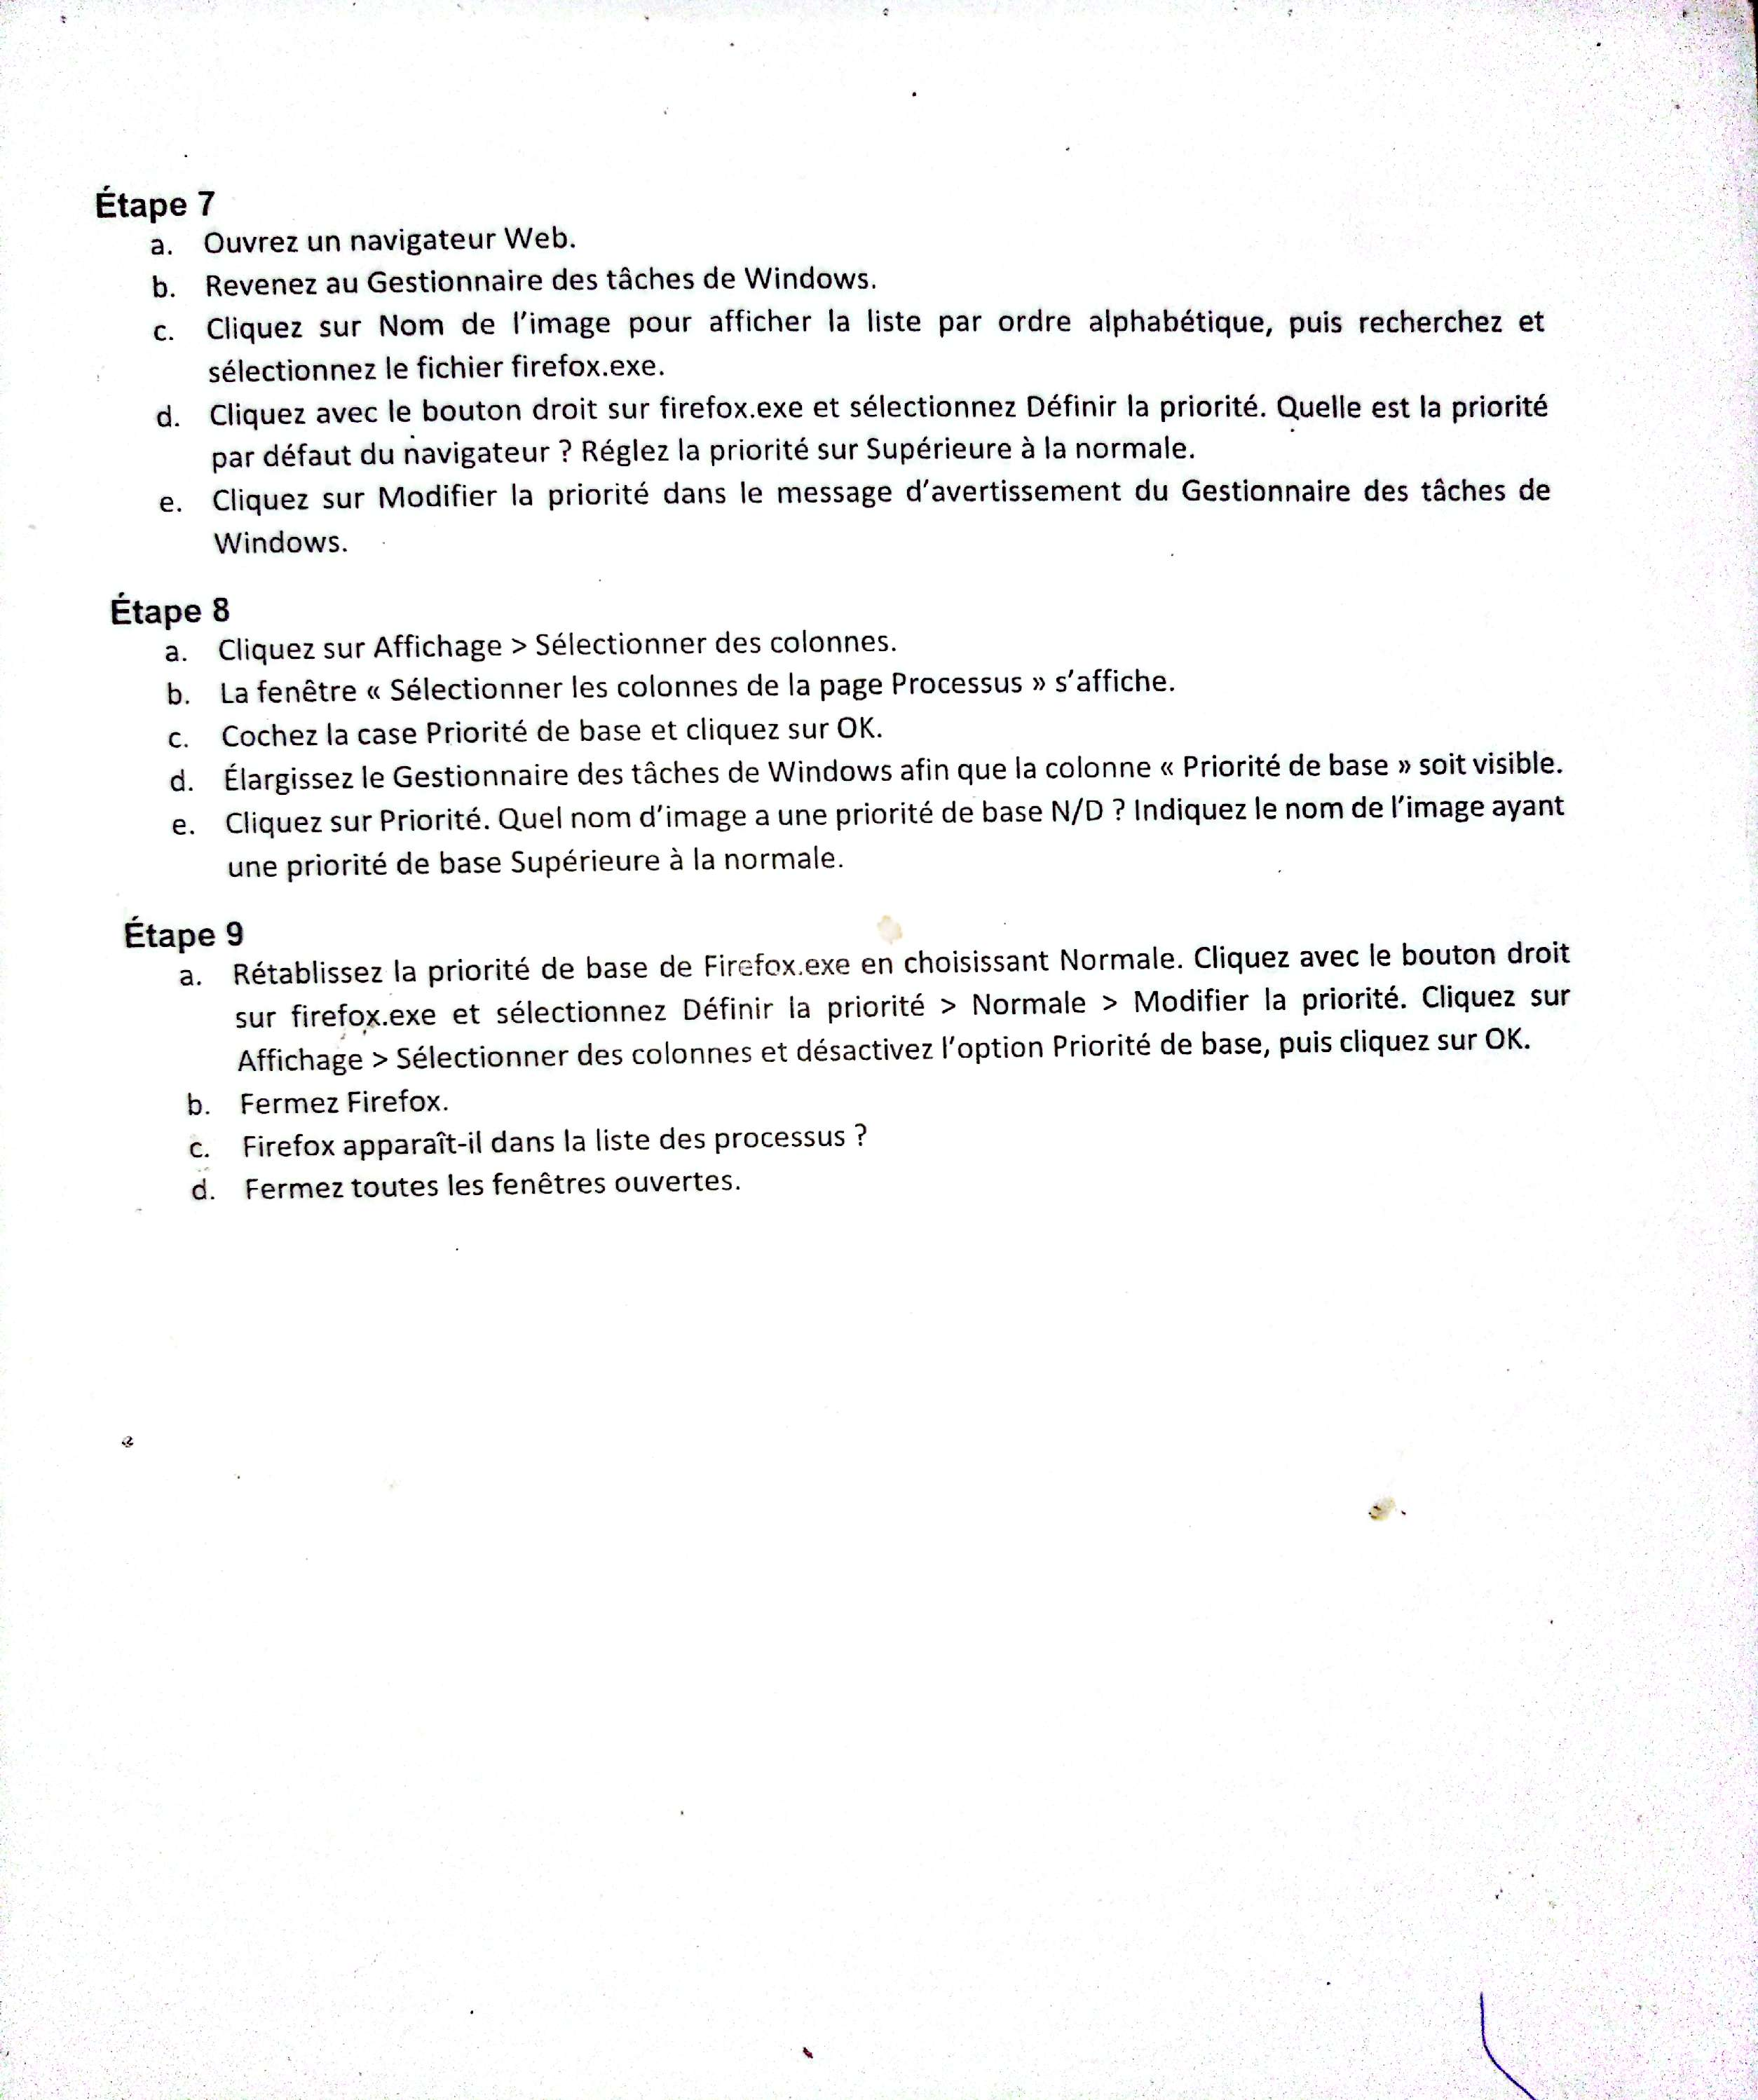 Étape 7
a. Ouvrez un navigateur Web.
b. Revenez au Gestionnaire des tâches de Windows.
c. Cliquez sur Nom de l'image pour afficher la liste par ordre alphabétique, puis recherchez et
sélectionnez le fichier firefox.exe.
d. Cliquez avec le bouton droit sur firefox.exe et sélectionnez Définir la priorité. Quelle est la priorité
par défaut du navigateur ? Réglez la priorité sur Supérieure à la normale.
e. Cliquez sur Modifier la priorité dans le message d'avertissement du Gestionnaire des tâches de
Windows.
Étape 8
a. Cliquez sur Affichage > Sélectionner des colonnes.
b. La fenêtre « Sélectionner les colonnes de la page Processus » s'affiche.
c. Cochez la case Priorité de base et cliquez sur OK.
d. Élargissez le Gestionnaire des tâches de Windows afin que la colonne « Priorité de base » soit visible.
e. Cliquez sur Priorité. Quel nom d'image a une priorité de base N/D ? Indiquez le nom de l'image ayant
une priorité de base Supérieure à la normale.
Étape 9
a. Rétablissez la priorité de base de Firefox.exe en choisissant Normale. Cliquez avec le bouton droit
sur firefox.exe et sélectionnez Définir la priorité > Normale > Modifier la priorité. Cliquez sur
Affichage > Sélectionner des colonnes et désactivez l'option Priorité de base, puis cliquez sur OK.
b. Fermez Firefox.
c. Firefox apparaît-il dans la liste des processus ?
d. Fermez toutes les fenêtres ouvertes.